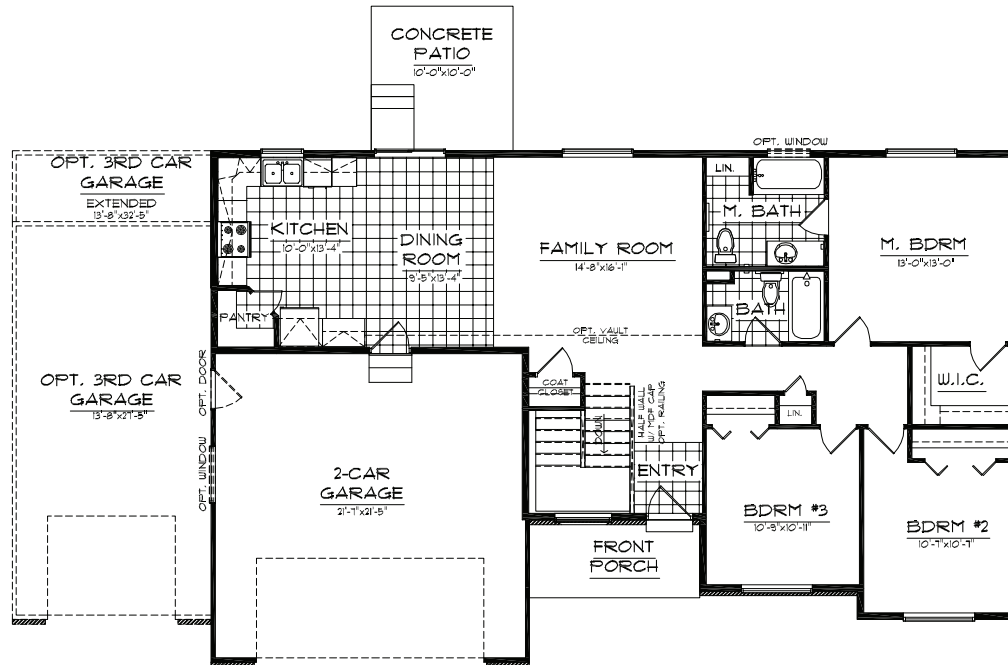 CONCRETE
PATIO
10'-0"x10'-0"
OPT. WINDOW
OPT. 3RD CAR
GARAGE
EXTENDED
13'-8"x32'-5"
LIN.
M. BATH
KITCHEN
10'-0"x13'-4"
DINING
ROOM
9'-5"x13'-4"
FAMILY ROOM
14'-8"x16'-1"
M. BDRM
13'-0"x13'-0"
BATH
PANTRY
OPT. VAULT
CEILING
OPT. 3RD CAR
GARAGE
13'-8"x27'-5"
OPT. DOOR
COAT
CLOSET
W.I.C.
LIN.
HALF WALL
W/ MDF CAP
OPT. RAILING
DOWN
OPT. WINDOW
2-CAR
GARAGE
21'-7"x21'-5"
ENTRY
BDRM #3
10'-9"x10'-11"
BDRM #2
10'-7"x10'-7"
FRONT
PORCH